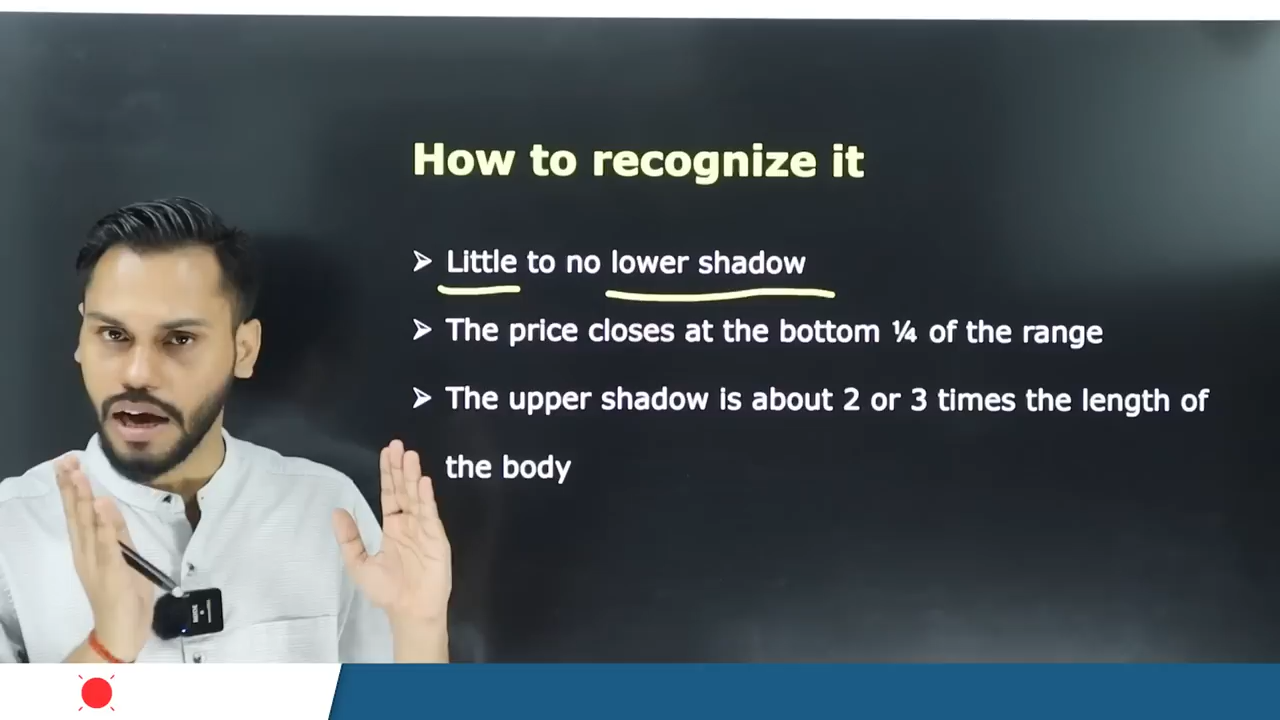 How to recognize it
➢ Little to no lower shadow
➢ The price closes at the bottom ¼ of the range
➢ The upper shadow is about 2 or 3 times the length of
the body